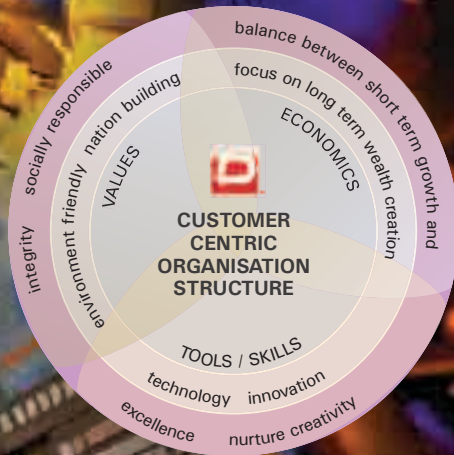 balance between short term growth and
focus on long term wealth creation
ECONOMICS
integrity socially responsible
environment friendly nation building
VALUES
CUSTOMER
CENTRIC
ORGANISATION
STRUCTURE
TOOLS / SKILLS
technology innovation
excellence nurture creativity